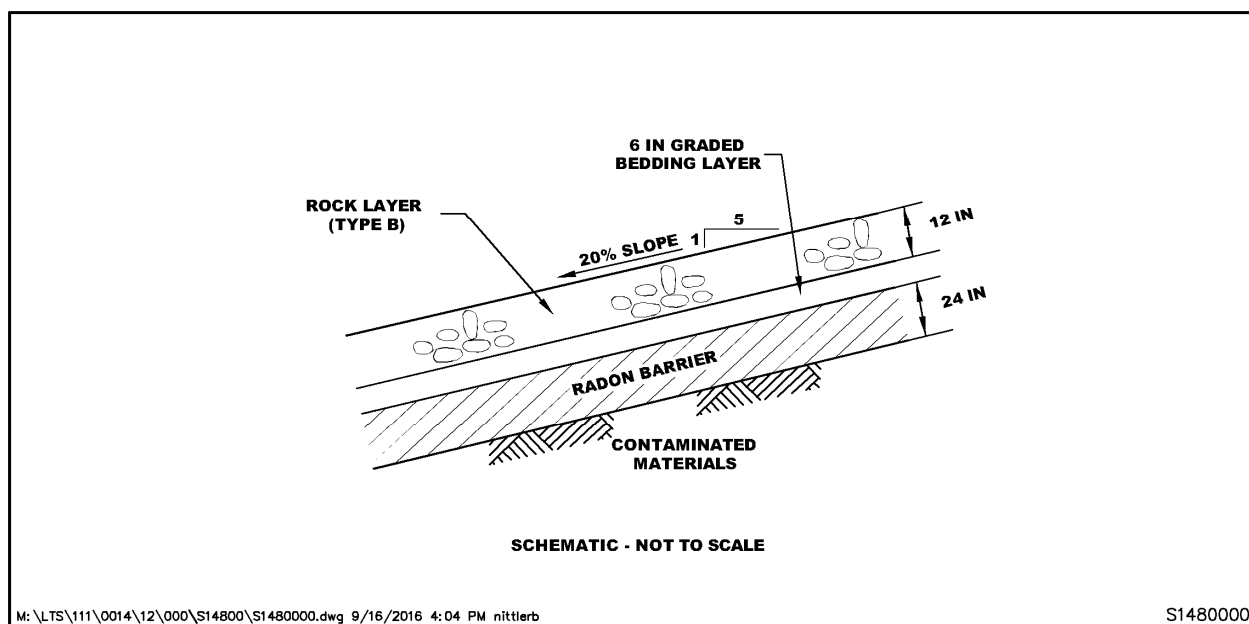 6 IN GRADED
BEDDING LAYER
ROCK LAYER
(TYPE B)
5
1
20% SLOPE
12 IN
24 IN
RADON BARRIER
CONTAMINATED
MATERIALS
SCHEMATIC - NOT TO SCALE
M:\LTS\111\0014\12\000\S14800\S1480000.dwg 9/16/2016 4:04 PM nittlerb
S1480000